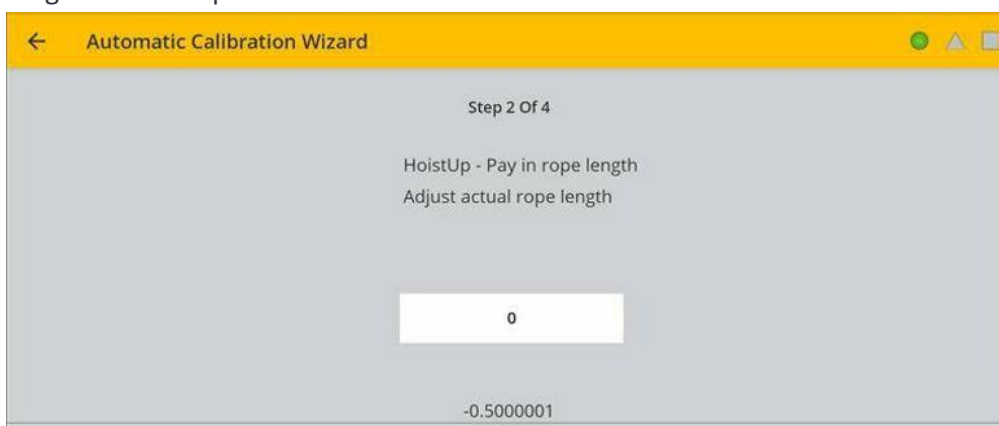 Automatic Calibration Wizard
Step 2 Of 4
HoistUp - Pay in rope length
Adjust actual rope length
0
-0.5000001